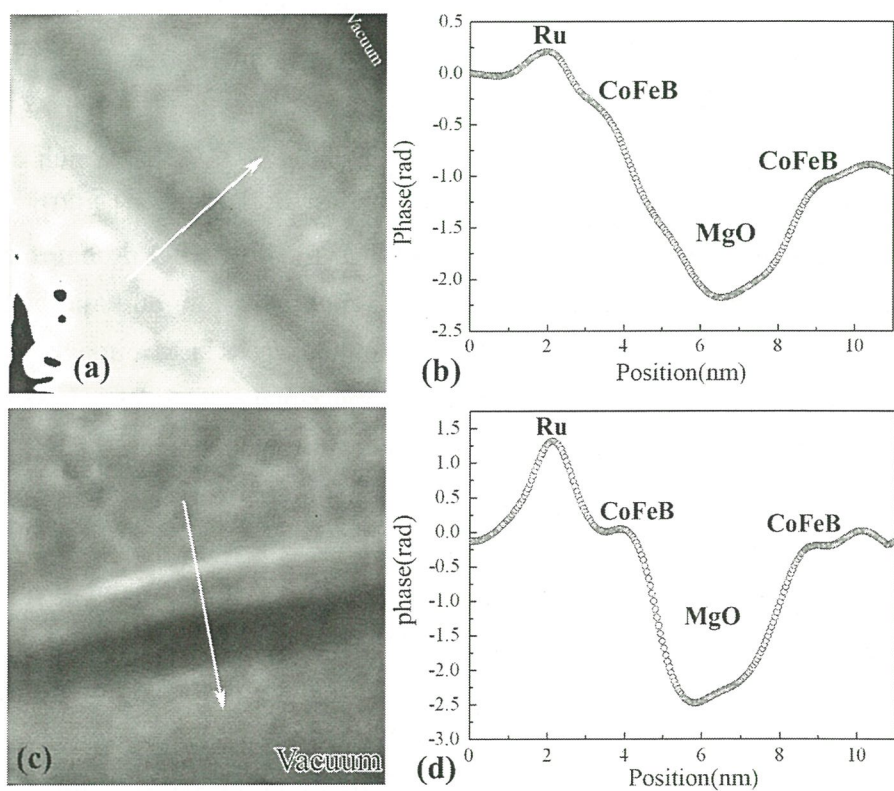 Vacuum
(a)
0.5
0.0
-0.5
-1.0
-1.5
-2.0
-2.5
Phase(rad)
Ru
CoFeB
CoFeB
MgO
0 2 4 6 8 10
Position(nm)
(b)
(c)
Vacuum
1.5
1.0
0.5
0.0
-0.5
-1.0
-1.5
-2.0
-2.5
-3.0
phase(rad)
Ru
CoFeB
CoFeB
MgO
0 2 4 6 8 10
Position(nm)
(d)